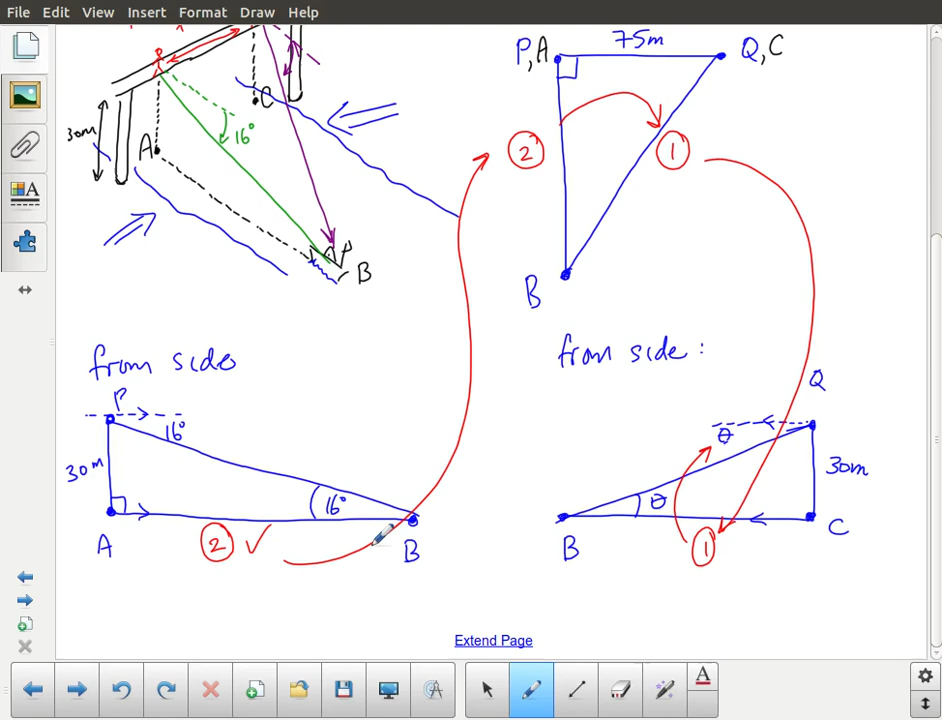 File Edit View Insert Format Draw Help
30m
A
C
16°
P
B
P, A 75m Q, C
2
1
B
from side
from side :
P
16°
30m
16°
A
2 ✓
B
Q
θ
30m
θ
B
1
C
Extend Page
A
A
A